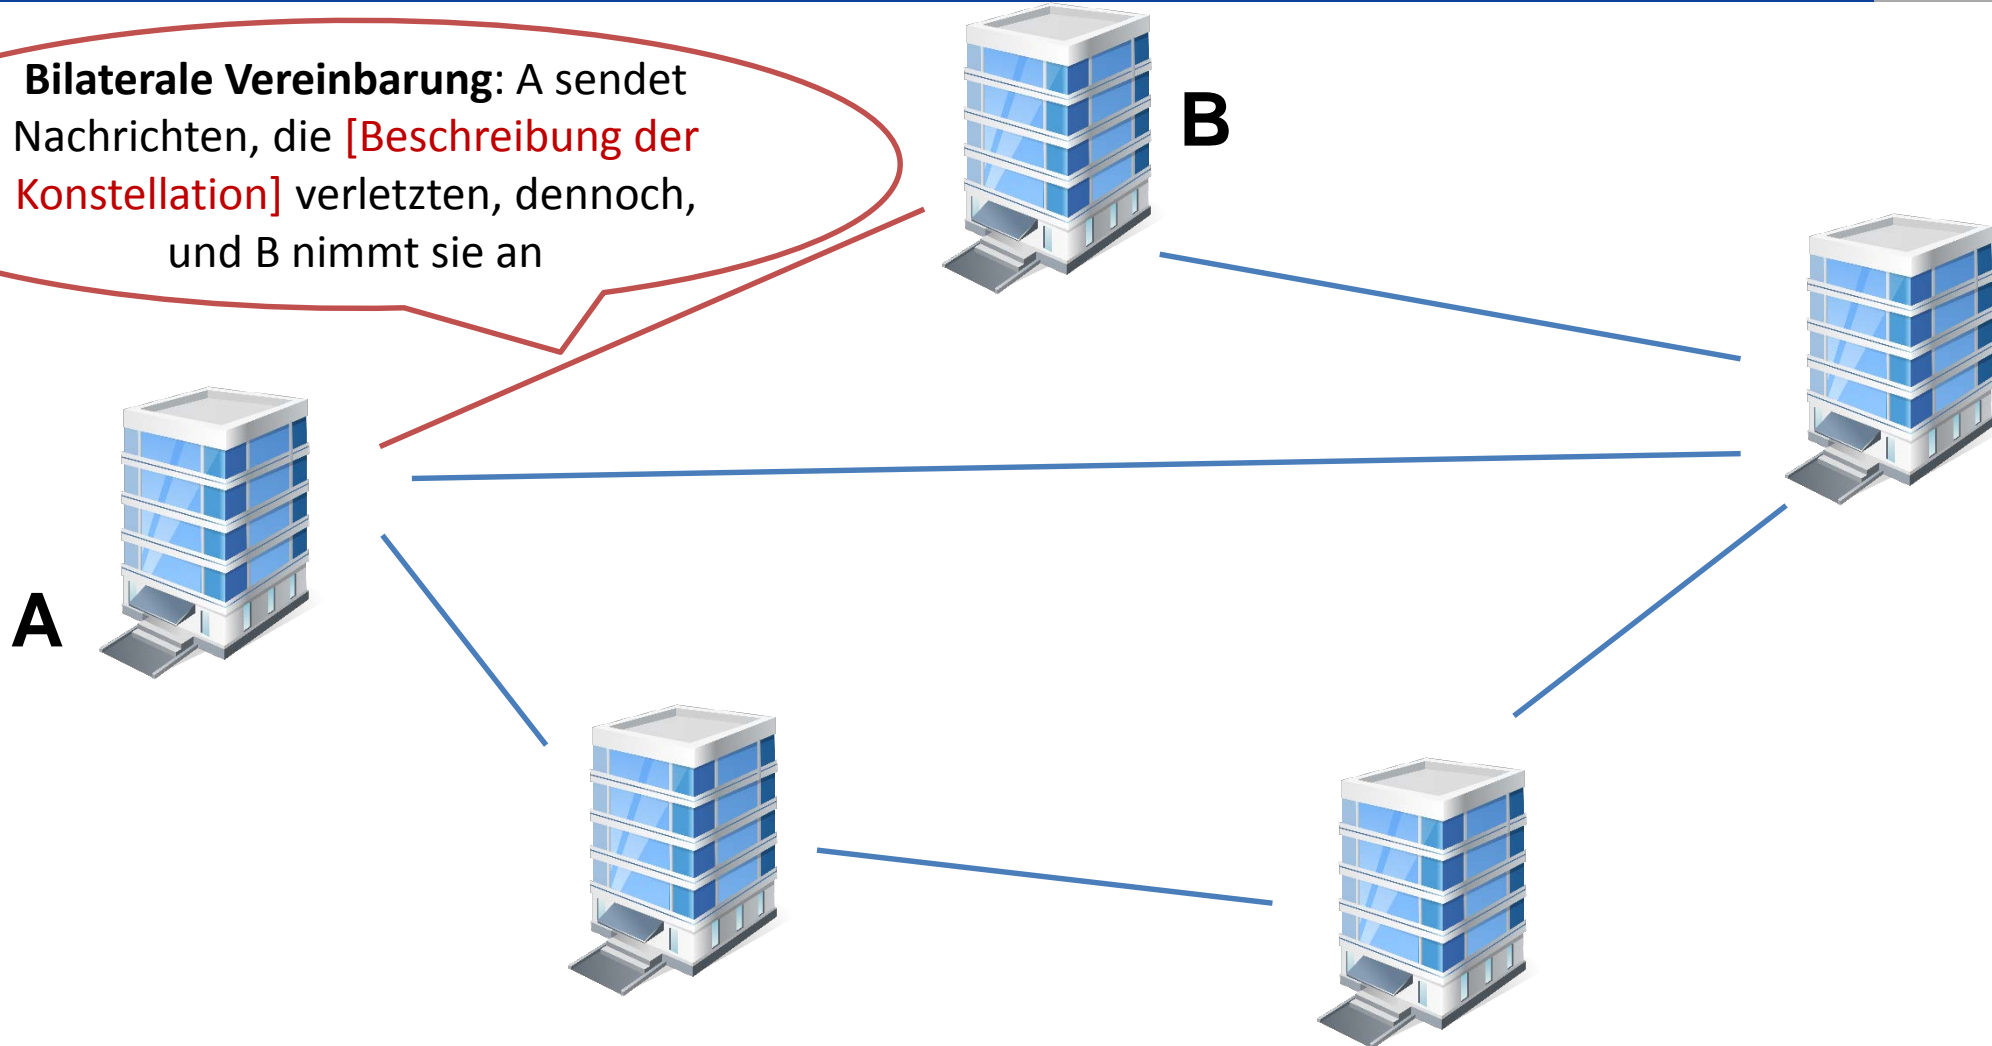 Bilaterale Vereinbarung: A sendet
Nachrichten, die [Beschreibung der
Konstellation] verletzten, dennoch,
und B nimmt sie an
B
A